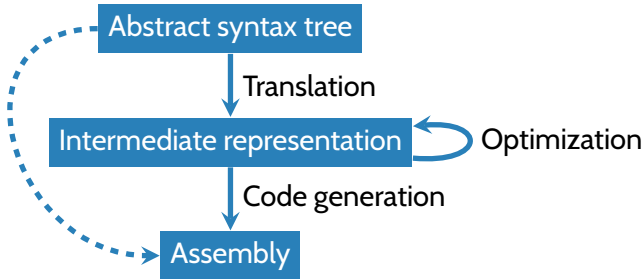 Abstract syntax tree
Translation
Intermediate representation
Optimization
Code generation
Assembly